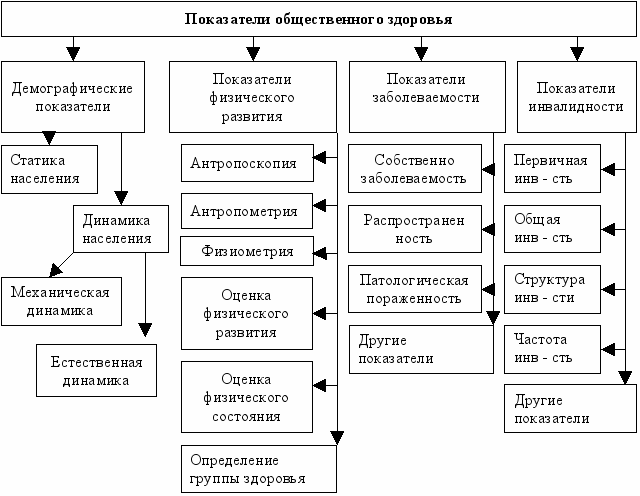 Показатели общественного здоровья
Демографические
показатели
Статика
населения
Динамика
населения
Механическая
динамика
Естественная
динамика
Показатели
физического
развития
Антропоскопия
Антропометрия
Физиометрия
Оценка
физического
развития
Оценка
физического
состояния
Определение
группы здоровья
Показатели
заболеваемости
Собственно
заболеваемость
Распространен
ность
Патологическая
пораженность
Другие
показатели
Показатели
инвалидности
Первичная
инв - сть
Общая
инв - сть
Структура
инв - сти
Частота
инв - сть
Другие
показатели